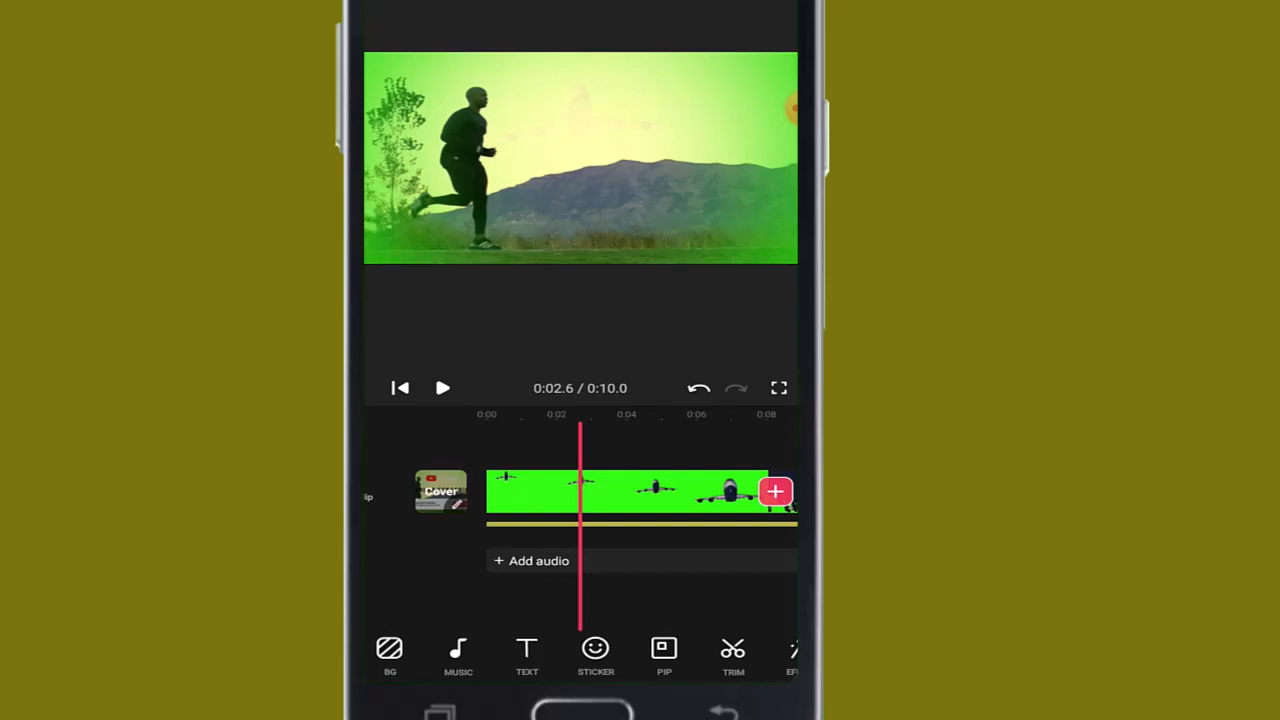 0:02.6 / 0:10.0
0:00 0:02 0:04 0:06 0:08
lip
Cover
+ Add audio
BG MUSIC TEXT STICKER PIP TRIM EF